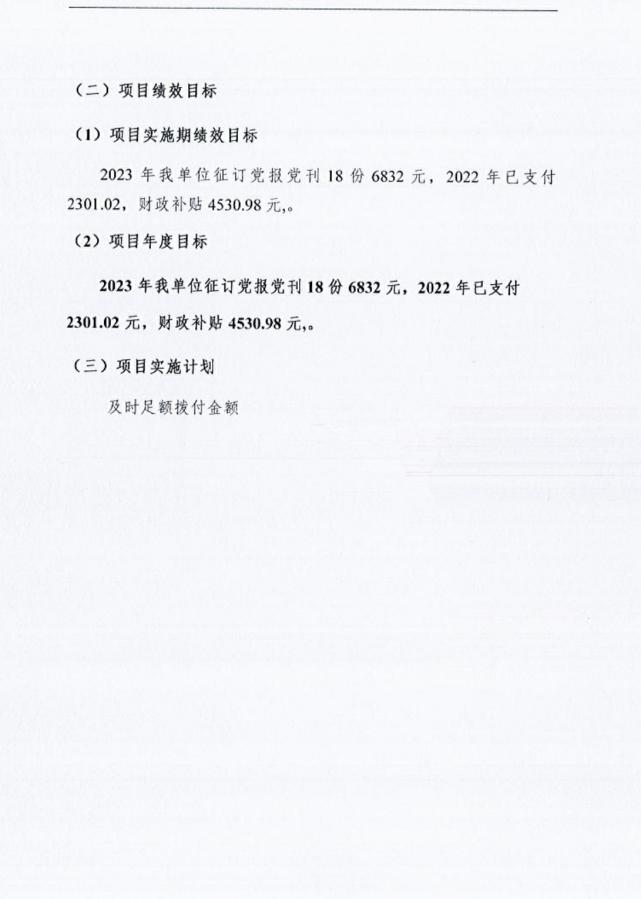 （二）项目绩效目标
（1）项目实施期绩效目标
2023 年我单位征订党报党刊 18 份 6832 元，2022 年已支付
2301.02，财政补贴 4530.98 元,。
（2）项目年度目标
2023 年我单位征订党报党刊 18 份 6832 元，2022 年已支付
2301.02 元，财政补贴 4530.98 元,。
（三）项目实施计划
及时足额拨付金额